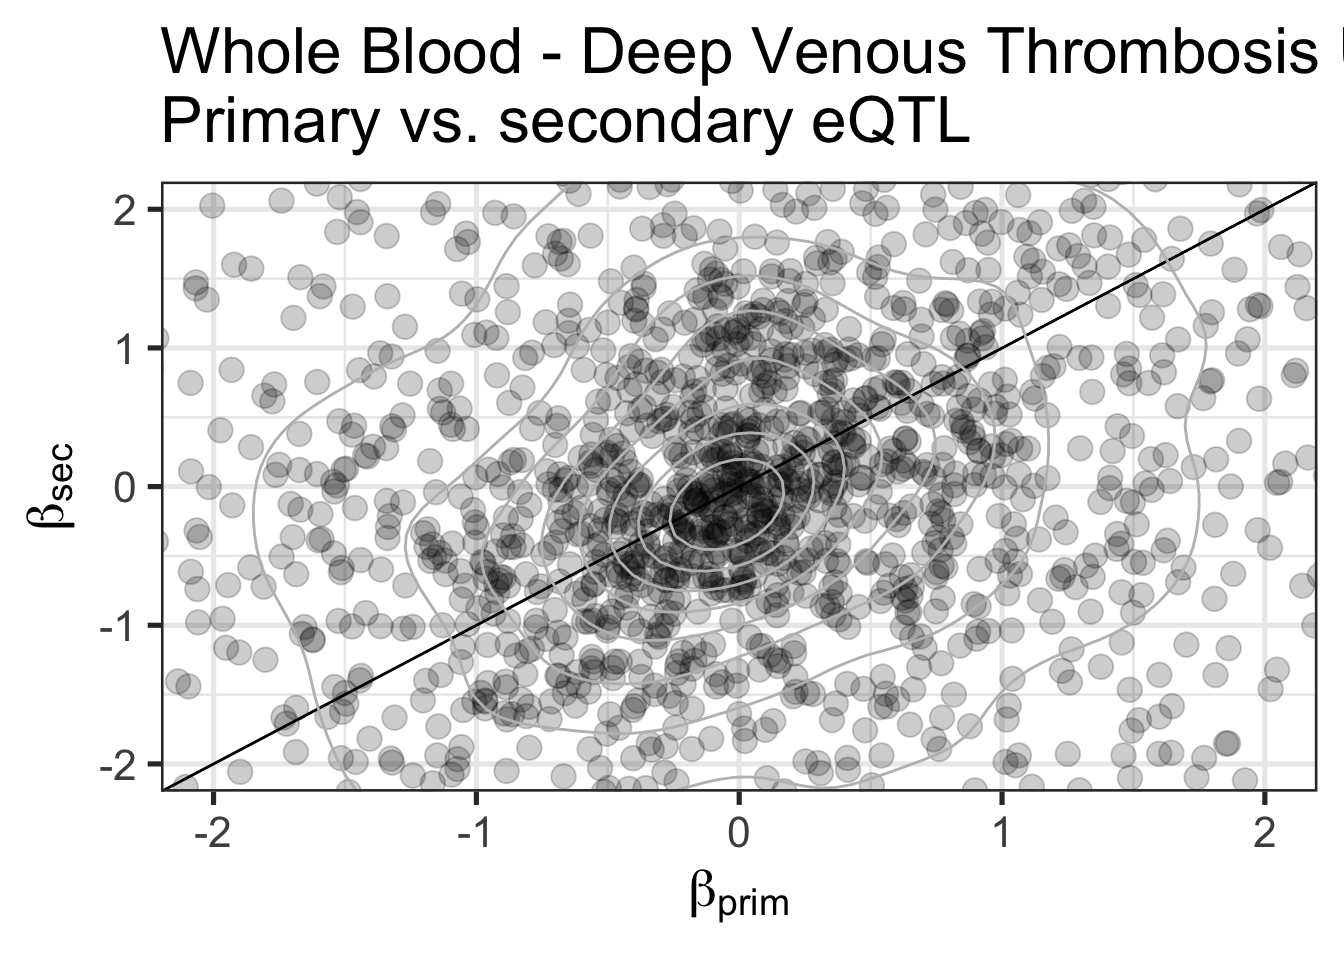 Whole Blood - Deep Venous Thrombosis
Primary vs. secondary eQTL
2
1
0
-1
-2
βsec
-2 -1 0 1 2
βprim